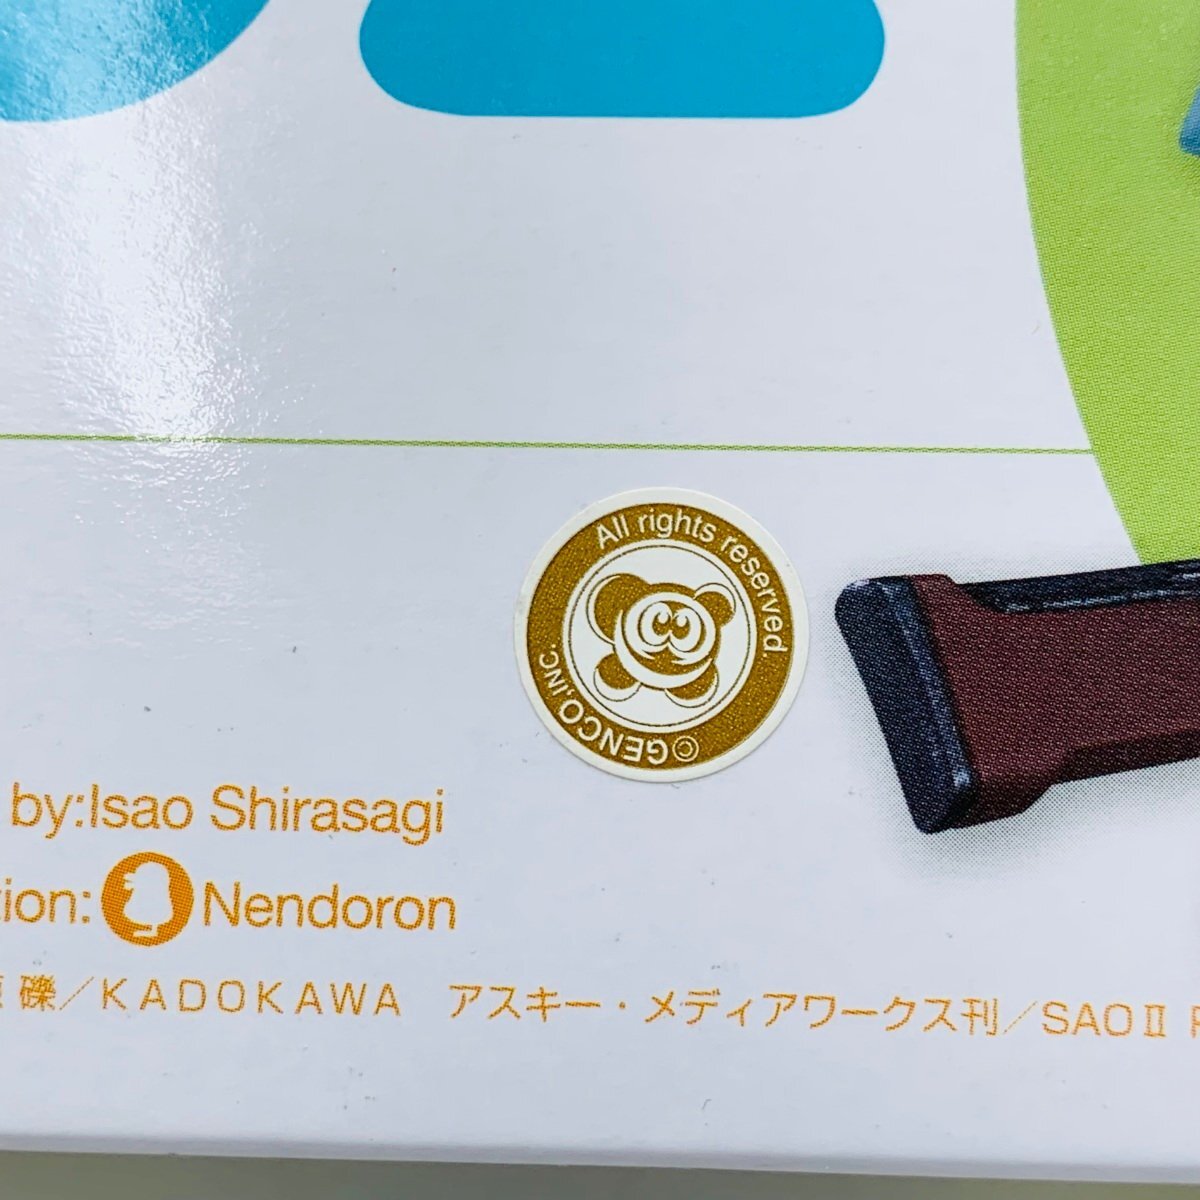 All rights reserved.
©GENCO,INC.
by:Isao Shirasagi
tion: Nendoron
礫／KADOKAWA アスキー・メディアワークス刊／SAOⅡ